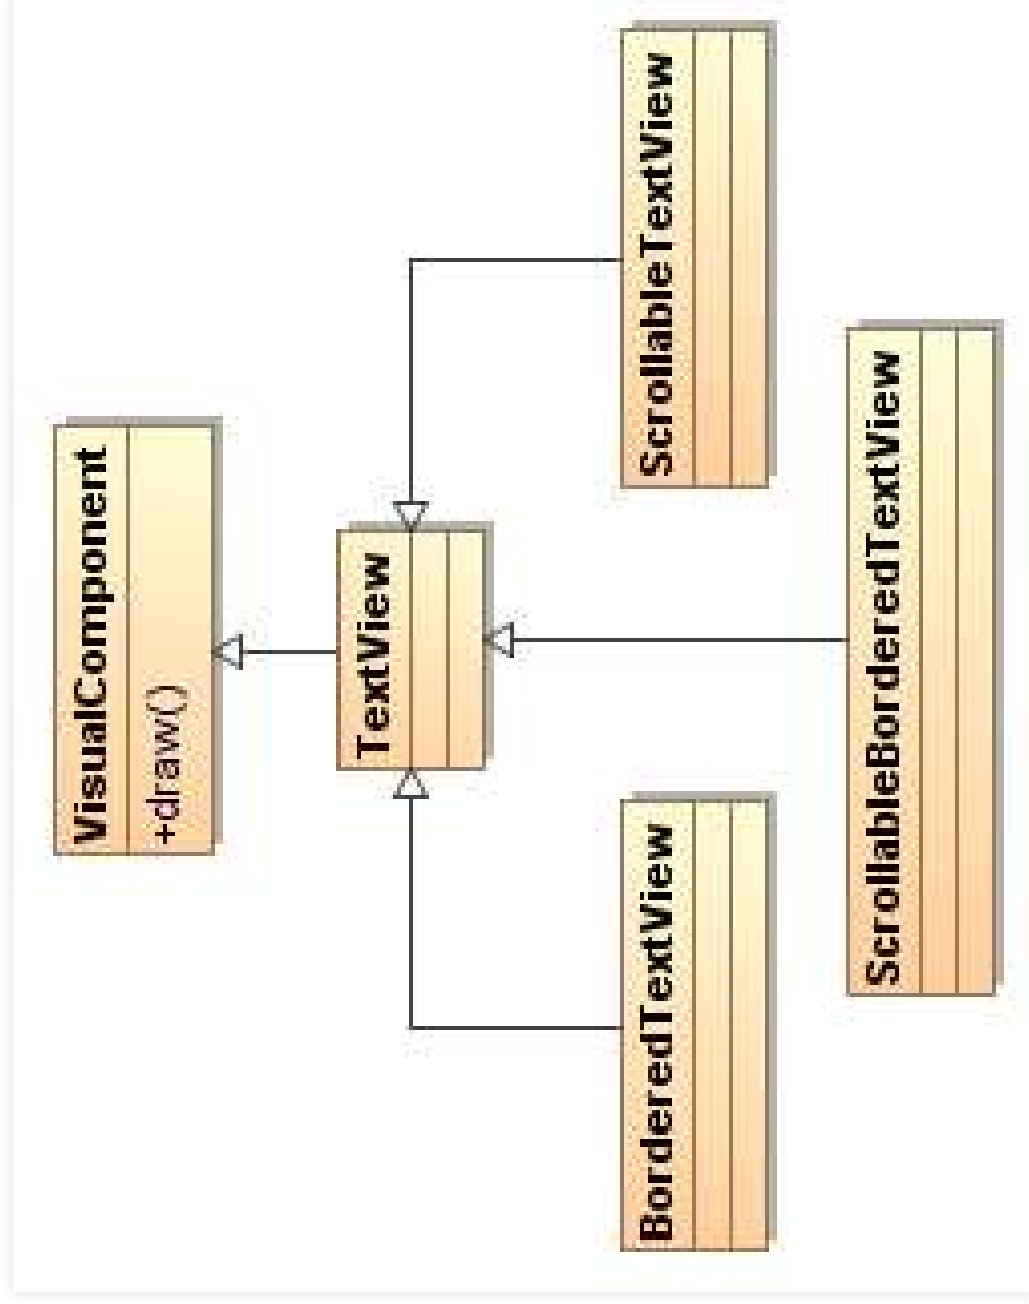 VisualComponent
+draw()
TextView
BorderedTextView
ScrollableTextView
ScrollableBorderedTextView